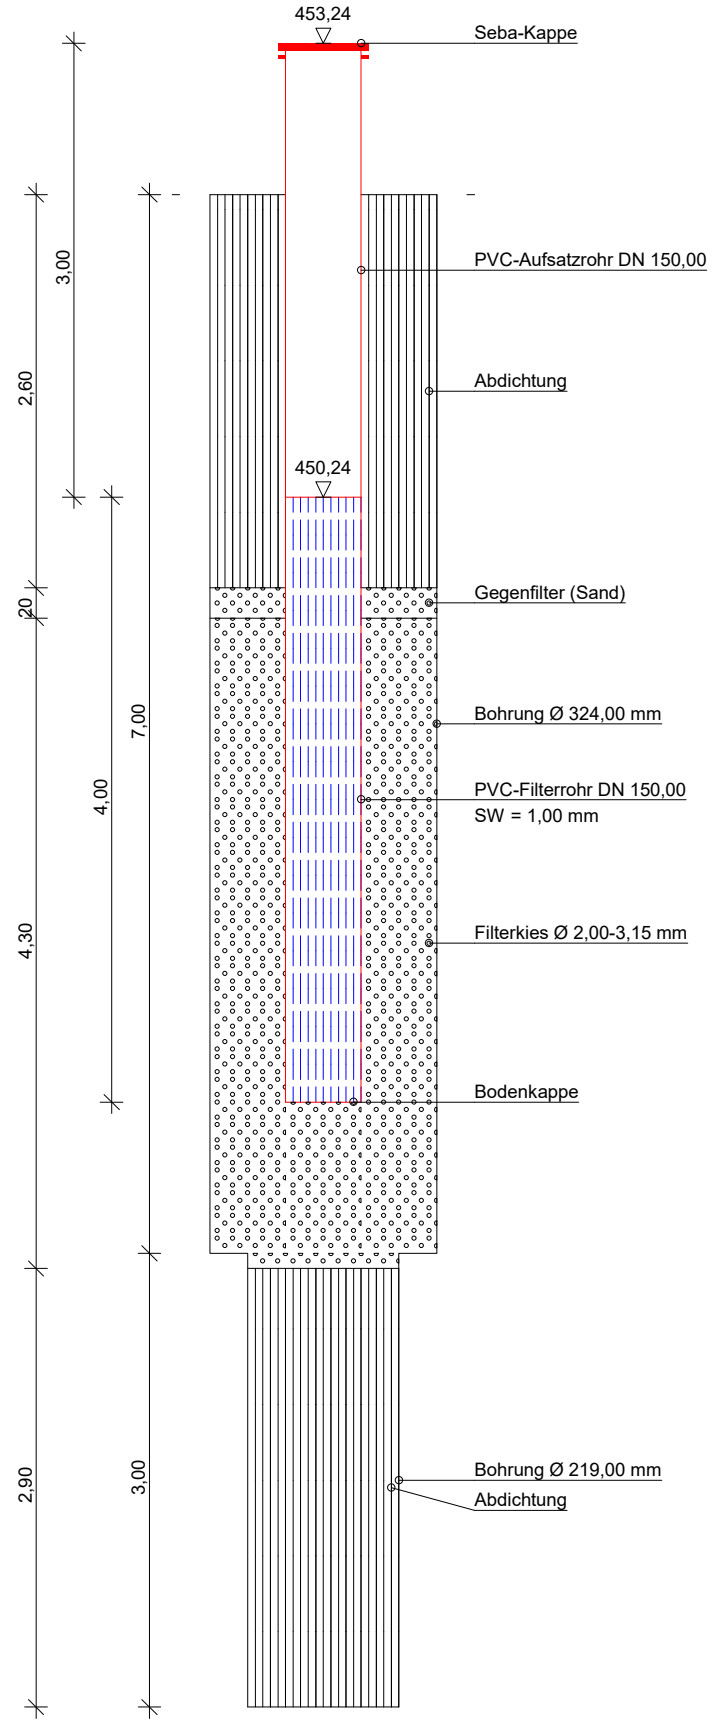 453,24
Seba-Kappe
3,00
PVC-Aufsatzrohr DN 150,00
2,60
Abdichtung
450,24
20
Gegenfilter (Sand)
7,00
Bohrung Ø 324,00 mm
4,00
PVC-Filterrohr DN 150,00
SW = 1,00 mm
4,30
Filterkies Ø 2,00-3,15 mm
Bodenkappe
2,90
3,00
Bohrung Ø 219,00 mm
Abdichtung